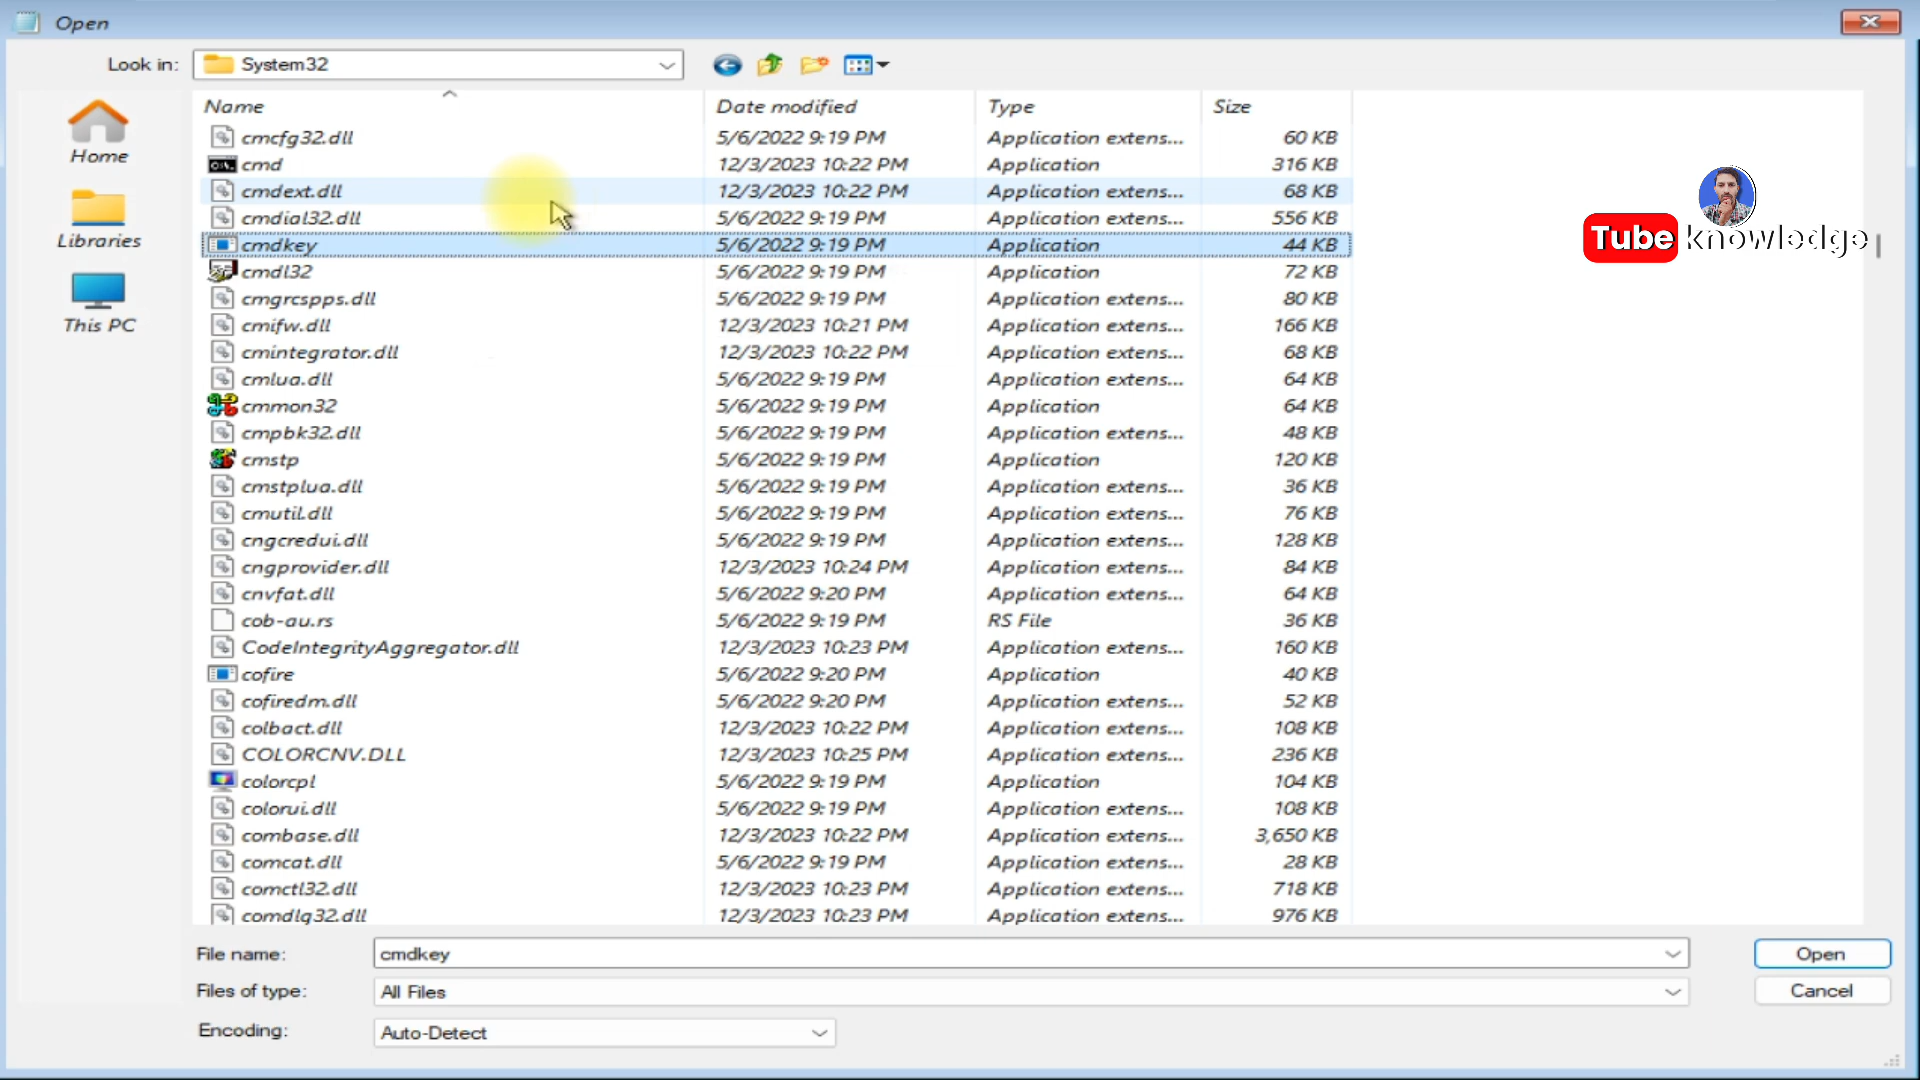 Open
Look in: System32
Name Date modified Type Size
cmcfg32.dll 5/6/2022 9:19 PM Application extens... 60 KB
cmd 12/3/2023 10:22 PM Application 316 KB
cmdext.dll 12/3/2023 10:22 PM Application extens... 68 KB
cmdial32.dll 5/6/2022 9:19 PM Application extens... 556 KB
cmdkey 5/6/2022 9:19 PM Application 44 KB
cmdl32 5/6/2022 9:19 PM Application 72 KB
cmgrcspps.dll 5/6/2022 9:19 PM Application extens... 80 KB
cmifw.dll 12/3/2023 10:21 PM Application extens... 166 KB
cmintegrator.dll 12/3/2023 10:22 PM Application extens... 68 KB
cmlua.dll 5/6/2022 9:19 PM Application extens... 64 KB
cmmon32 5/6/2022 9:19 PM Application 64 KB
cmpbk32.dll 5/6/2022 9:19 PM Application extens... 48 KB
cmstp 5/6/2022 9:19 PM Application 120 KB
cmstplua.dll 5/6/2022 9:19 PM Application extens... 36 KB
cmutil.dll 5/6/2022 9:19 PM Application extens... 76 KB
cngcredui.dll 5/6/2022 9:19 PM Application extens... 128 KB
cngprovider.dll 12/3/2023 10:24 PM Application extens... 84 KB
cnvfat.dll 5/6/2022 9:20 PM Application extens... 64 KB
cob-au.rs 5/6/2022 9:19 PM RS File 36 KB
CodeIntegrityAggregator.dll 12/3/2023 10:23 PM Application extens... 160 KB
cofire 5/6/2022 9:20 PM Application 40 KB
cofiredm.dll 5/6/2022 9:20 PM Application extens... 52 KB
colbact.dll 12/3/2023 10:22 PM Application extens... 108 KB
COLORCNV.DLL 12/3/2023 10:25 PM Application extens... 236 KB
colorcpl 5/6/2022 9:19 PM Application 104 KB
colorui.dll 5/6/2022 9:19 PM Application extens... 108 KB
combase.dll 12/3/2023 10:22 PM Application extens... 3,650 KB
comcat.dll 5/6/2022 9:19 PM Application extens... 28 KB
comctl32.dll 12/3/2023 10:23 PM Application extens... 718 KB
comdlg32.dll 12/3/2023 10:23 PM Application extens... 976 KB
Home
Libraries
This PC
Tube knowledge
File name: cmdkey Open
Files of type: All Files Cancel
Encoding: Auto-Detect